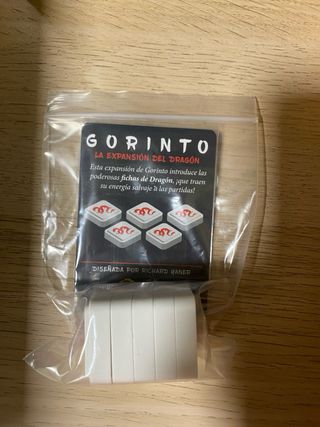 GORINTO
LA EXPANSIÓN DEL DRAGÓN
Esta expansión de Gorinto introduce las
poderosas fichas de Dragón, ¡que traen
su energía salvaje a las partidas!
DISEÑADA POR RICHARD YANER